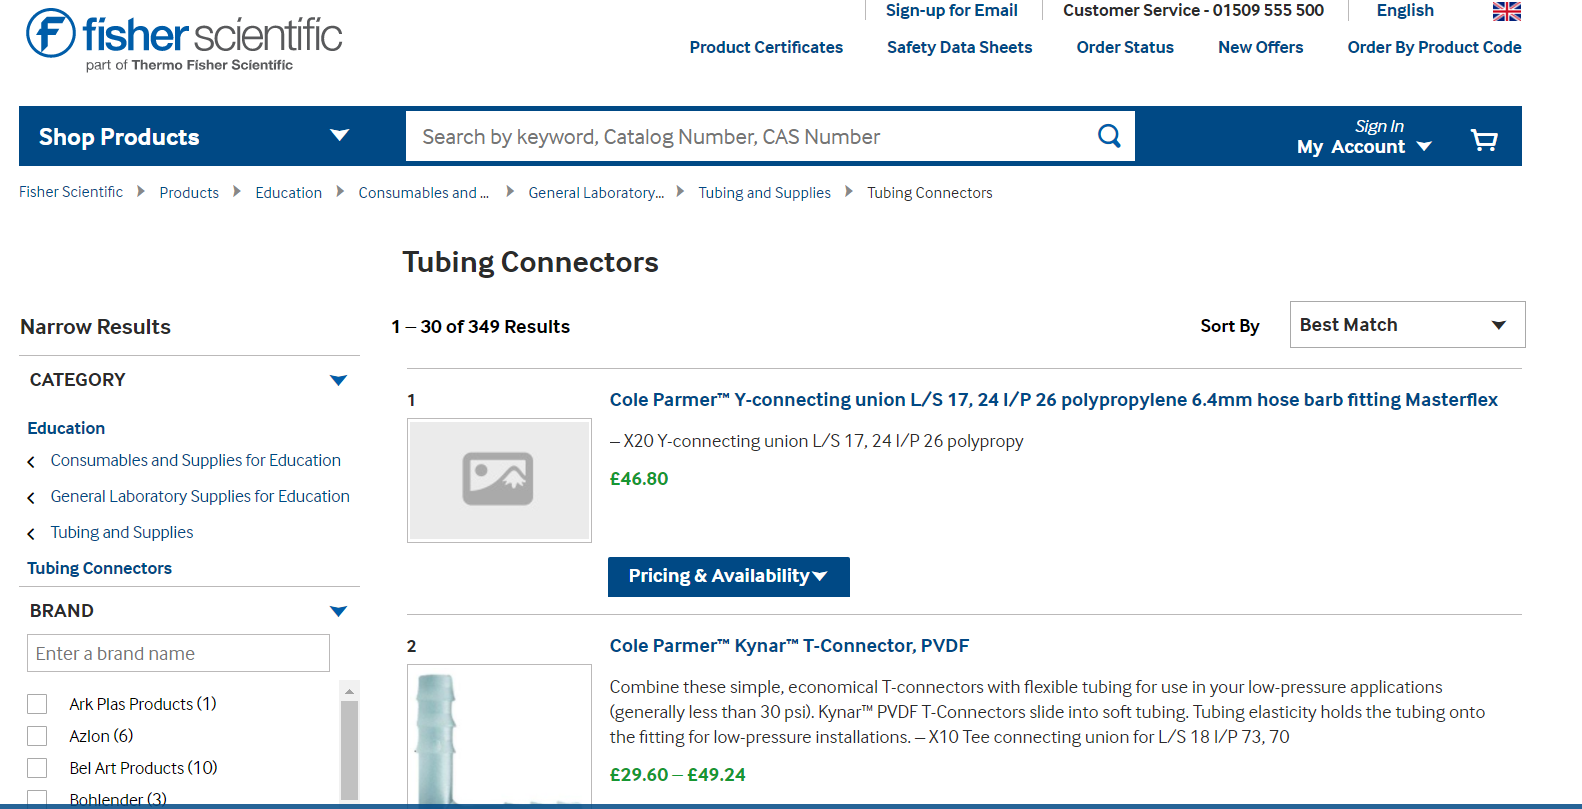 fisher scientific
part of Thermo Fisher Scientific
Sign-up for Email
Customer Service - 01509 555 500
English
Product Certificates
Safety Data Sheets
Order Status
New Offers
Order By Product Code
Shop Products
Search by keyword, Catalog Number, CAS Number
Sign In
My Account
Fisher Scientific
Products
Education
Consumables and ...
General Laboratory...
Tubing and Supplies
Tubing Connectors
Tubing Connectors
Narrow Results
1 – 30 of 349 Results
Sort By
Best Match
CATEGORY
Education
Consumables and Supplies for Education
General Laboratory Supplies for Education
Tubing and Supplies
Tubing Connectors
BRAND
Enter a brand name
Ark Plas Products (1)
Azlon (6)
Bel Art Products (10)
Bohlender (3)
1
Cole Parmer™ Y-connecting union L/S 17, 24 I/P 26 polypropylene 6.4mm hose barb fitting Masterflex
– X20 Y-connecting union L/S 17, 24 I/P 26 polypropy
£46.80
Pricing & Availability
2
Cole Parmer™ Kynar™ T-Connector, PVDF
Combine these simple, economical T-connectors with flexible tubing for use in your low-pressure applications
(generally less than 30 psi). Kynar™ PVDF T-Connectors slide into soft tubing. Tubing elasticity holds the tubing onto
the fitting for low-pressure installations. – X10 Tee connecting union for L/S 18 I/P 73, 70
£29.60 – £49.24